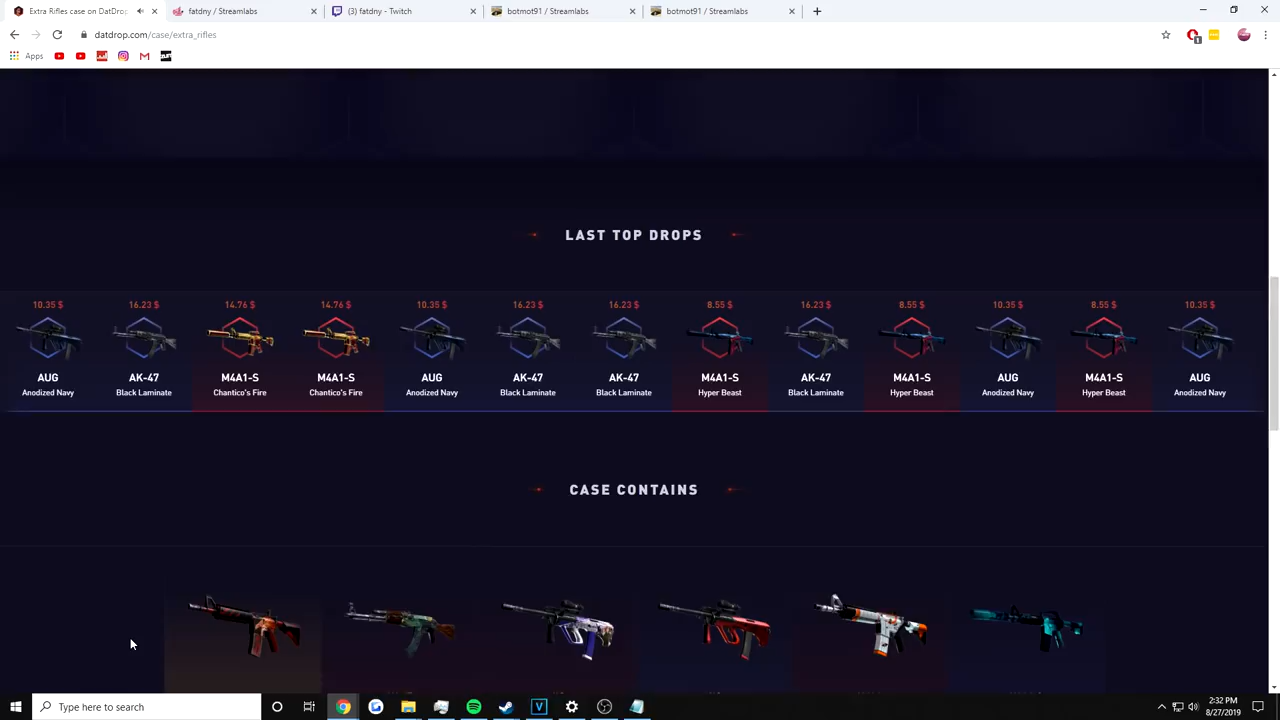 Extra Rifles case on DatDrop
fatdny / Streamlabs
(3) fatdny - Twitch
botmot91 / Streamlabs
botmot91 / Streamlabs
datdrop.com/case/extra_rifles
1
Apps
LAST TOP DROPS
10.35 $ 16.23 $ 14.76 $ 14.76 $ 10.35 $ 16.23 $ 16.23 $ 8.55 $ 16.23 $ 8.55 $ 10.35 $ 8.55 $ 10.35 $
AUG AK-47 M4A1-S M4A1-S AUG AK-47 AK-47 M4A1-S AK-47 M4A1-S AUG M4A1-S AUG
Anodized Navy Black Laminate Chantico's Fire Chantico's Fire Anodized Navy Black Laminate Black Laminate Hyper Beast Black Laminate Hyper Beast Anodized Navy Hyper Beast Anodized Navy
CASE CONTAINS
Type here to search
2:32 PM
8/27/2019